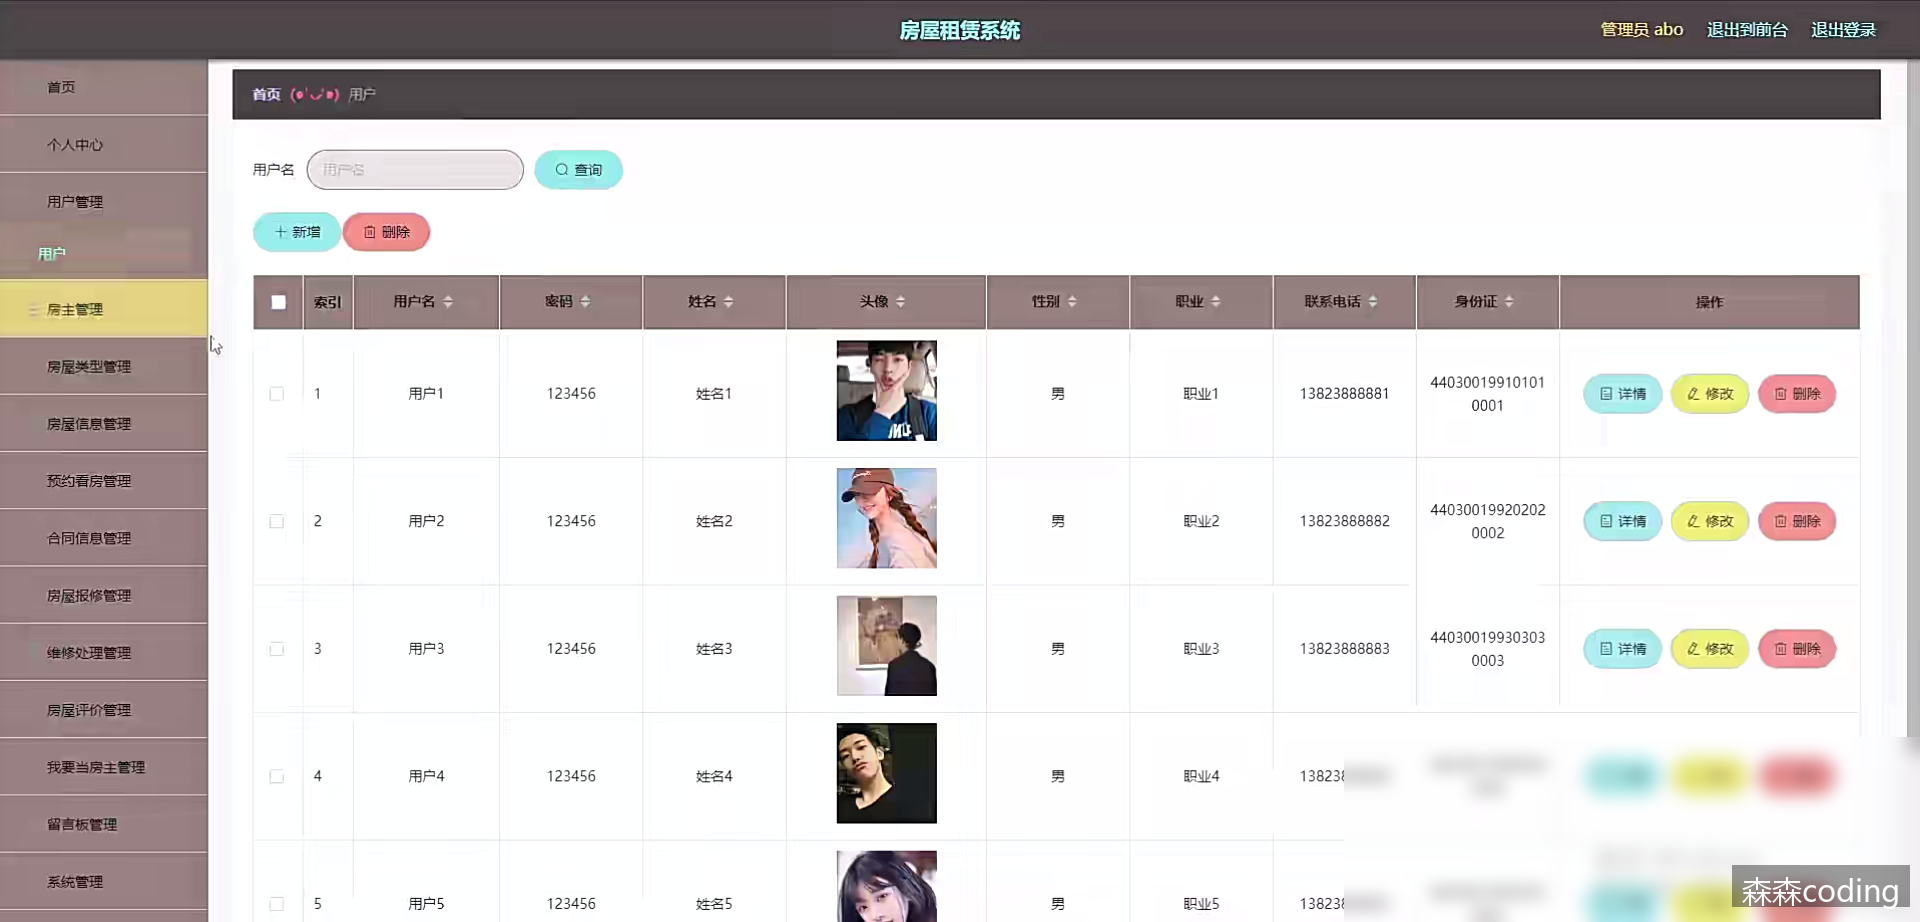 房屋租赁系统
管理员 abo 退出到前台 退出登录
首页
个人中心
用户管理
用户
房主管理
房屋类型管理
房屋信息管理
预约看房管理
合同信息管理
房屋报修管理
维修处理管理
房屋评价管理
我要当房主管理
留言板管理
系统管理
首页 (●'◡'●) 用户
用户名 用户名 查询
新增 删除
索引 用户名 密码 姓名 头像 性别 职业 联系电话 身份证 操作
1 用户1 123456 姓名1 男 职业1 13823888881 44030019910101 详情 修改 删除
0001
2 用户2 123456 姓名2 男 职业2 13823888882 44030019920202 详情 修改 删除
0002
3 用户3 123456 姓名3 男 职业3 13823888883 44030019930303 详情 修改 删除
0003
4 用户4 123456 姓名4 男 职业4 13823
5 用户5 123456 姓名5 男 职业5 13823
森森coding